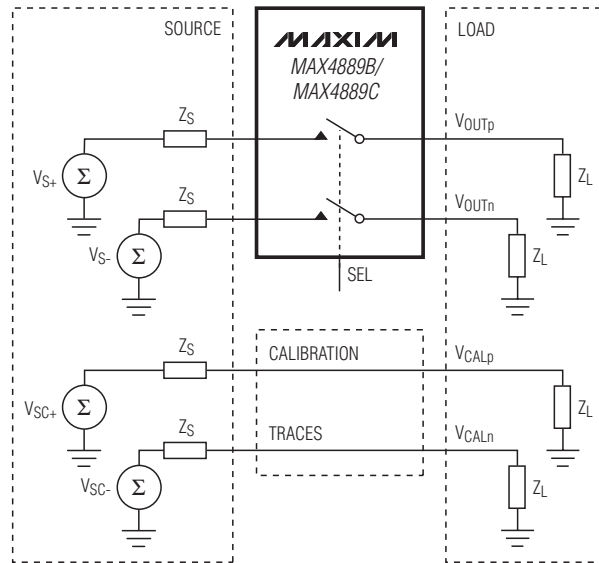 SOURCE
MAXIM
LOAD
MAX4889B/
MAX4889C
ZS
VOUTp
VS+
Σ
ZL
ZS
VOUTn
VS-
Σ
ZL
SEL
ZS
CALIBRATION
VCALp
VSC+
Σ
ZL
ZS
TRACES
VCALn
VSC-
Σ
ZL